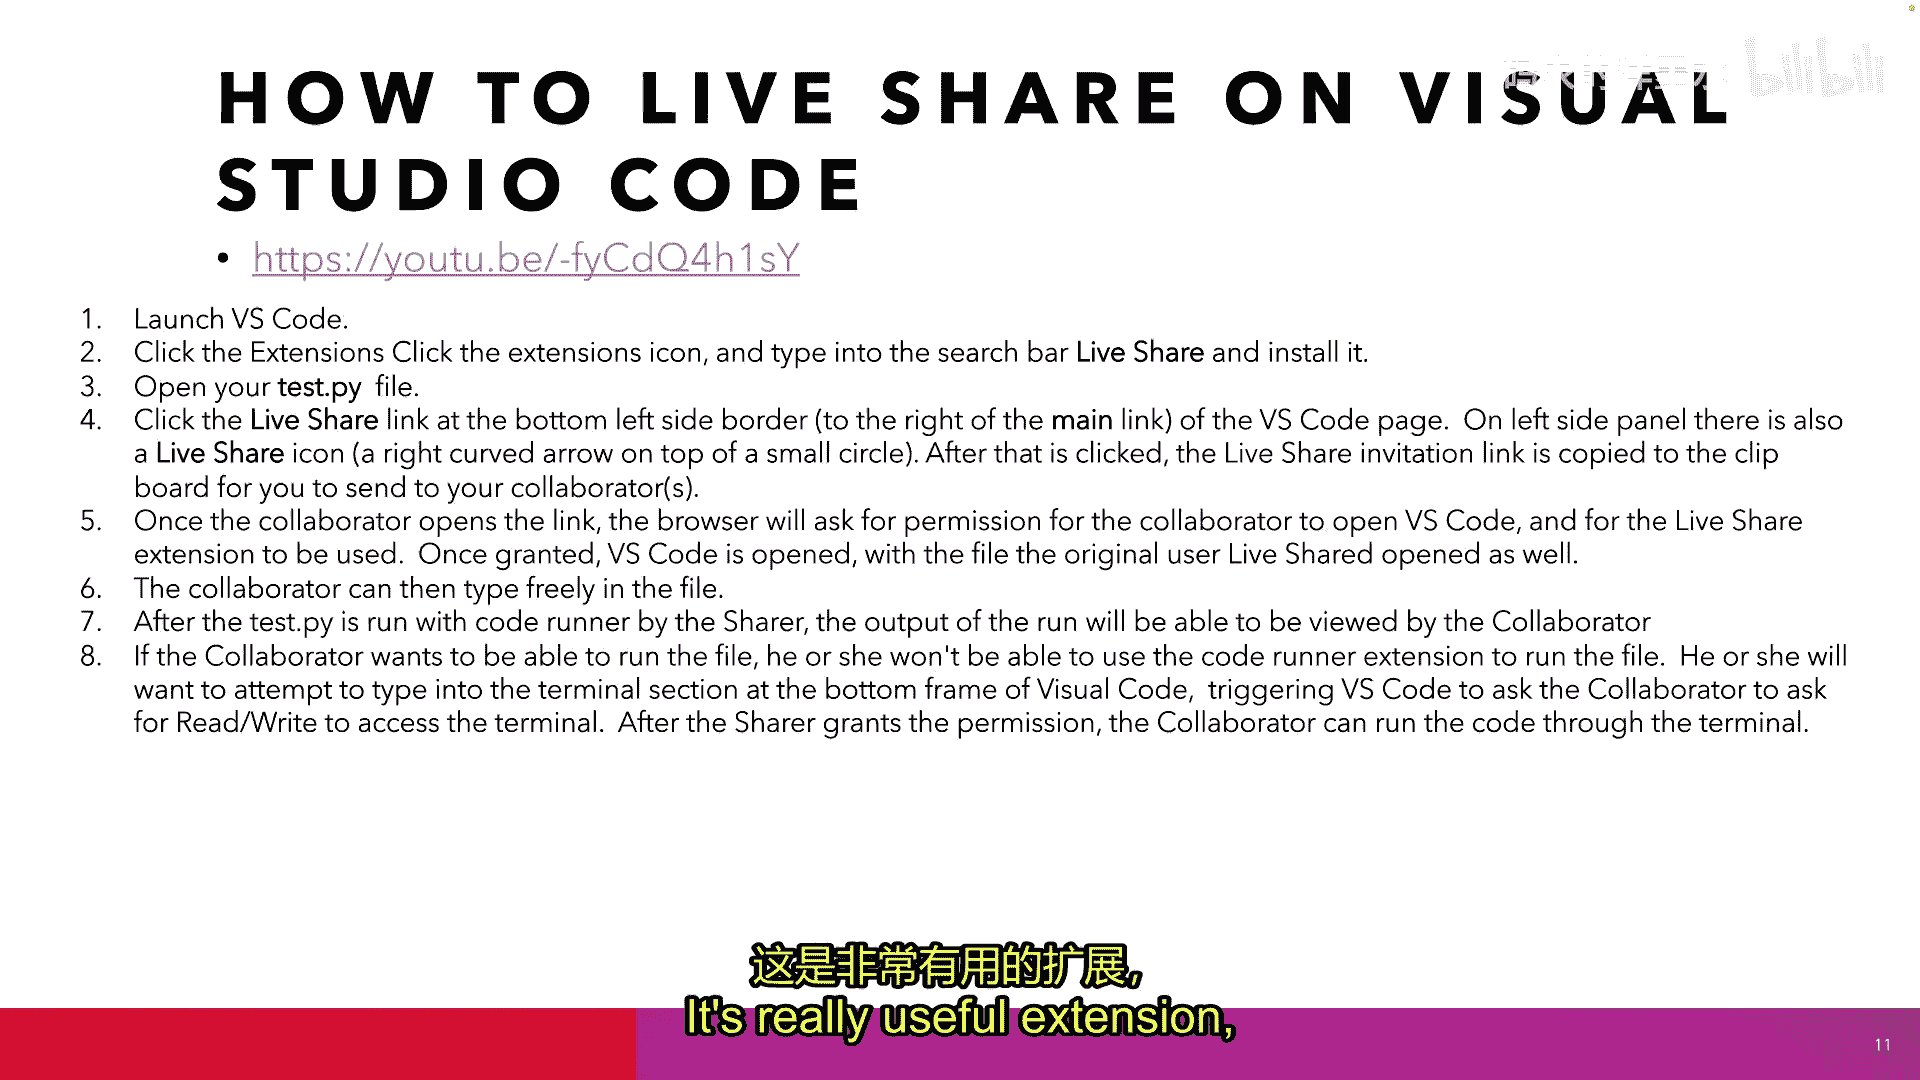 HOW TO LIVE SHARE ON VISUAL
STUDIO CODE
bilibili
• https://youtu.be/-fyCdQ4h1sY
1. Launch VS Code.
2. Click the Extensions Click the extensions icon, and type into the search bar Live Share and install it.
3. Open your test.py file.
4. Click the Live Share link at the bottom left side border (to the right of the main link) of the VS Code page. On left side panel there is also
a Live Share icon (a right curved arrow on top of a small circle). After that is clicked, the Live Share invitation link is copied to the clip
board for you to send to your collaborator(s).
5. Once the collaborator opens the link, the browser will ask for permission for the collaborator to open VS Code, and for the Live Share
extension to be used. Once granted, VS Code is opened, with the file the original user Live Shared opened as well.
6. The collaborator can then type freely in the file.
7. After the test.py is run with code runner by the Sharer, the output of the run will be able to be viewed by the Collaborator
8. If the Collaborator wants to be able to run the file, he or she won't be able to use the code runner extension to run the file. He or she will
want to attempt to type into the terminal section at the bottom frame of Visual Code, triggering VS Code to ask the Collaborator to ask
for Read/Write to access the terminal. After the Sharer grants the permission, the Collaborator can run the code through the terminal.
这是非常有用的扩展,
It's really useful extension,
11